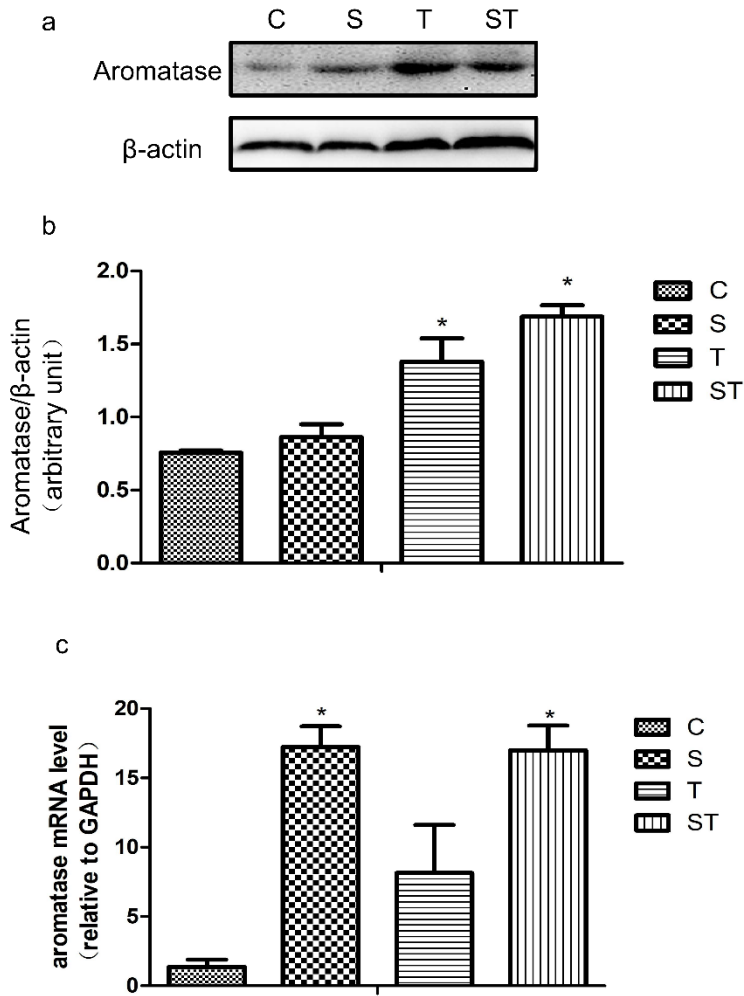 a
C S T ST
Aromatase
β-actin
b
Aromatase/β-actin
（arbitrary unit）
2.0
1.5
1.0
0.5
0.0
*
*
C
S
T
ST
c
aromatase mRNA level
（relative to GAPDH）
20
15
10
5
0
*
*
C
S
T
ST